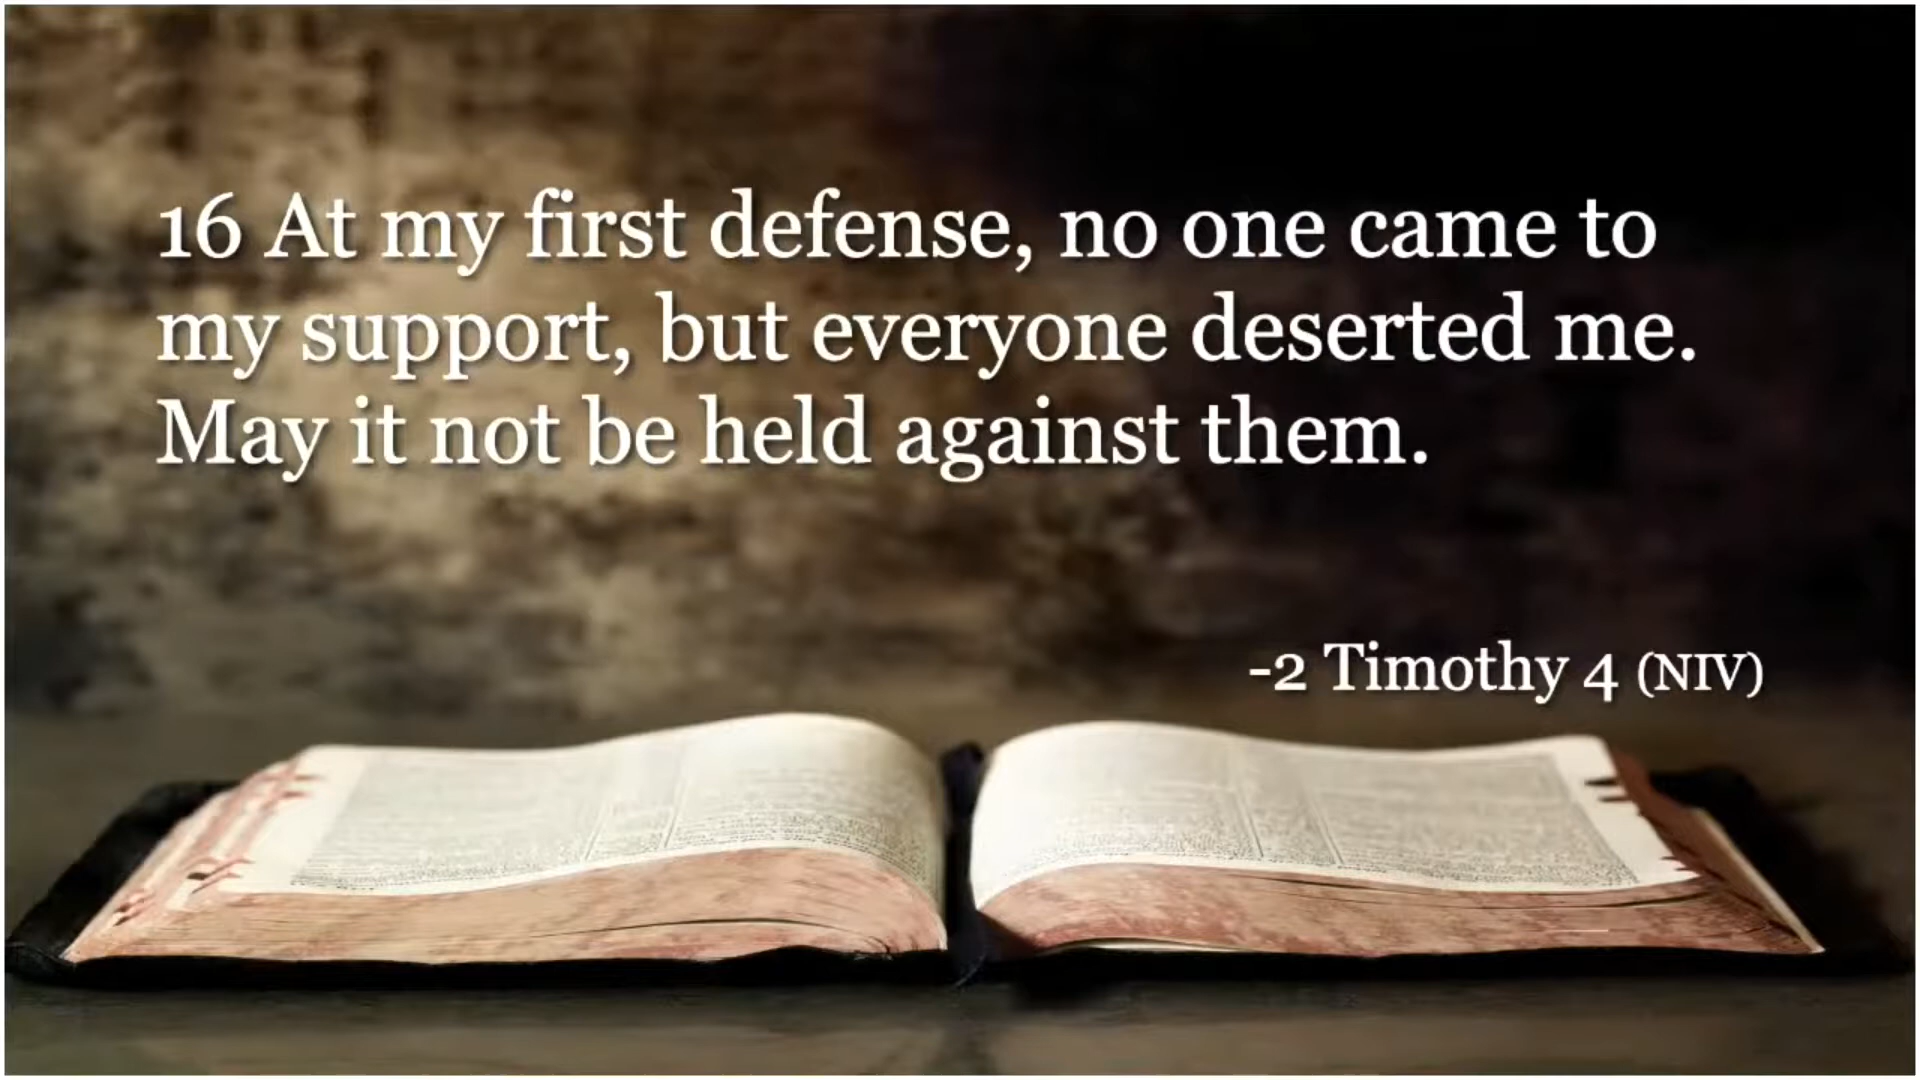 16 At my first defense, no one came to
my support, but everyone deserted me.
May it not be held against them.
-2 Timothy 4 (NIV)